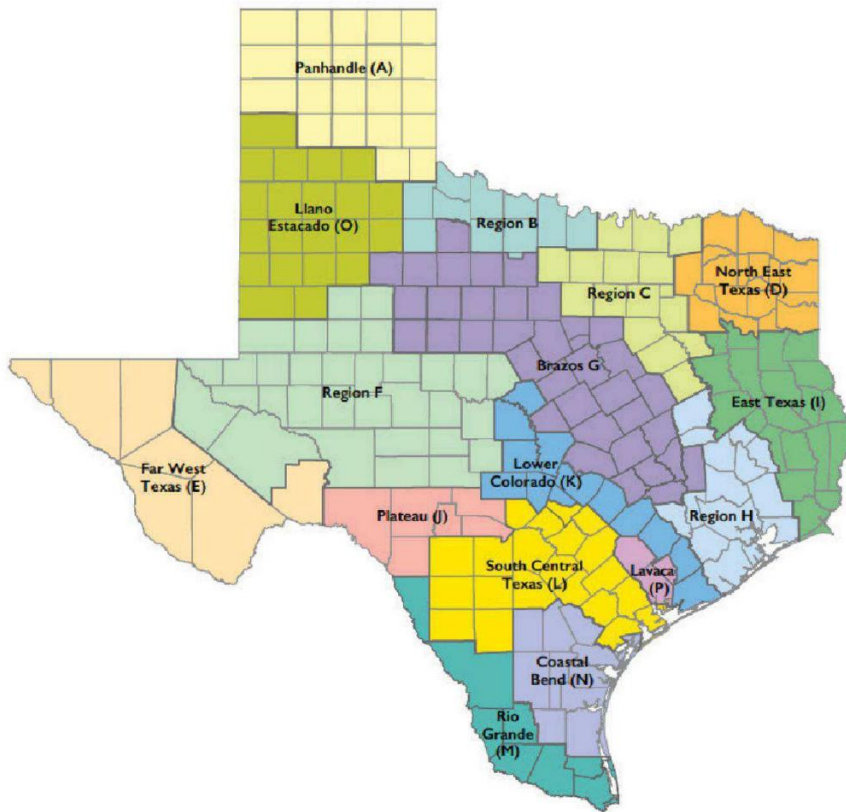 Panhandle (A)
Llano
Estacado (O)
Region B
Region C
North East
Texas (D)
Brazos G
Region F
East Texas (I)
Far West
Texas (E)
Lower
Colorado (K)
Plateau (J)
Region H
South Central
Texas (L)
Lavaca
(P)
Coastal
Bend (N)
Rio
Grande
(M)